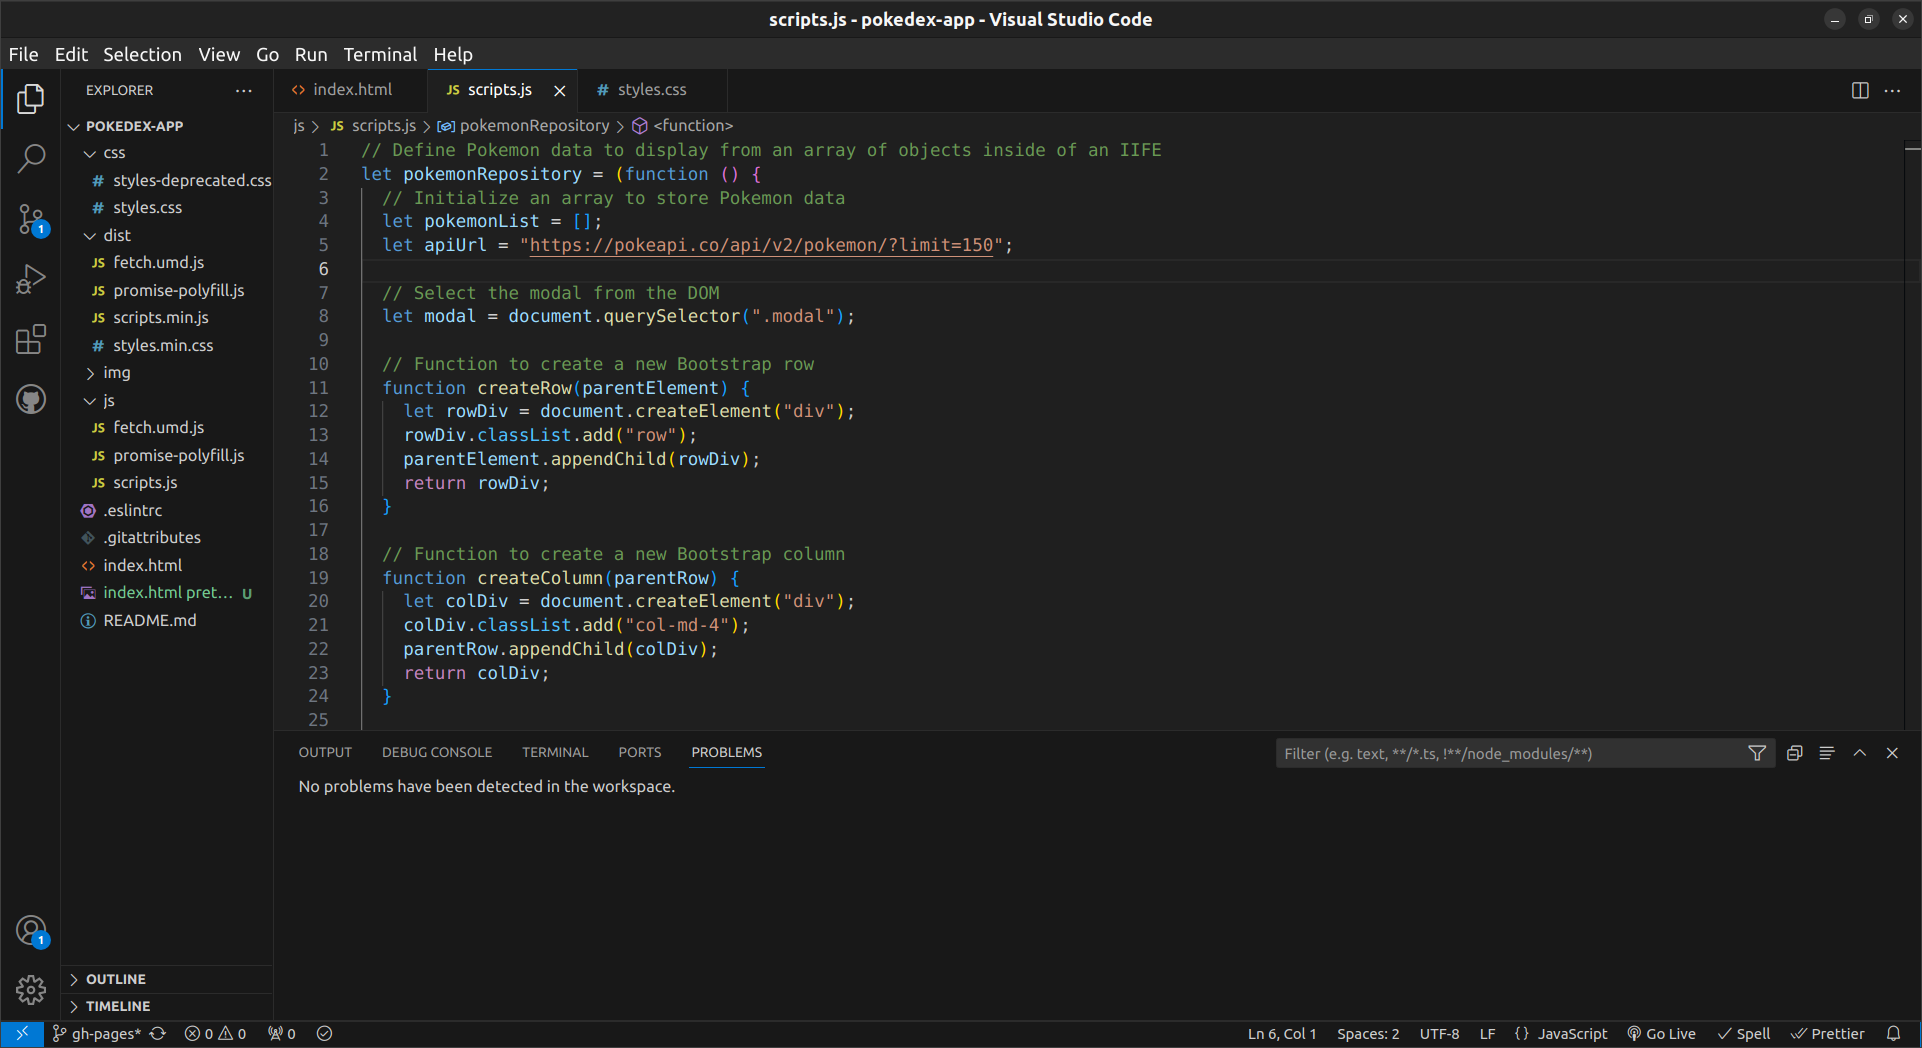 scripts.js - pokedex-app - Visual Studio Code
File Edit Selection View Go Run Terminal Help
EXPLORER
POKEDEX-APP
css
# styles-deprecated.css
# styles.css
dist
JS fetch.umd.js
JS promise-polyfill.js
JS scripts.min.js
# styles.min.css
img
js
JS fetch.umd.js
JS promise-polyfill.js
JS scripts.js
.eslintrc
.gitattributes
<> index.html
index.html pret... U
README.md
OUTLINE
TIMELINE
1
1
<> index.html JS scripts.js # styles.css
js > JS scripts.js > pokemonRepository > <function>
1 // Define Pokemon data to display from an array of objects inside of an IIFE
2 let pokemonRepository = (function () {
3 // Initialize an array to store Pokemon data
4 let pokemonList = [];
5 let apiUrl = "https://pokeapi.co/api/v2/pokemon/?limit=150";
6
7 // Select the modal from the DOM
8 let modal = document.querySelector(".modal");
9
10 // Function to create a new Bootstrap row
11 function createRow(parentElement) {
12 let rowDiv = document.createElement("div");
13 rowDiv.classList.add("row");
14 parentElement.appendChild(rowDiv);
15 return rowDiv;
16 }
17
18 // Function to create a new Bootstrap column
19 function createColumn(parentRow) {
20 let colDiv = document.createElement("div");
21 colDiv.classList.add("col-md-4");
22 parentRow.appendChild(colDiv);
23 return colDiv;
24 }
25
OUTPUT DEBUG CONSOLE TERMINAL PORTS PROBLEMS
Filter (e.g. text, **/*.ts, !**/node_modules/**)
No problems have been detected in the workspace.
gh-pages* 0 0 0 Ln 6, Col 1 Spaces: 2 UTF-8 LF {} JavaScript Go Live Spell Prettier